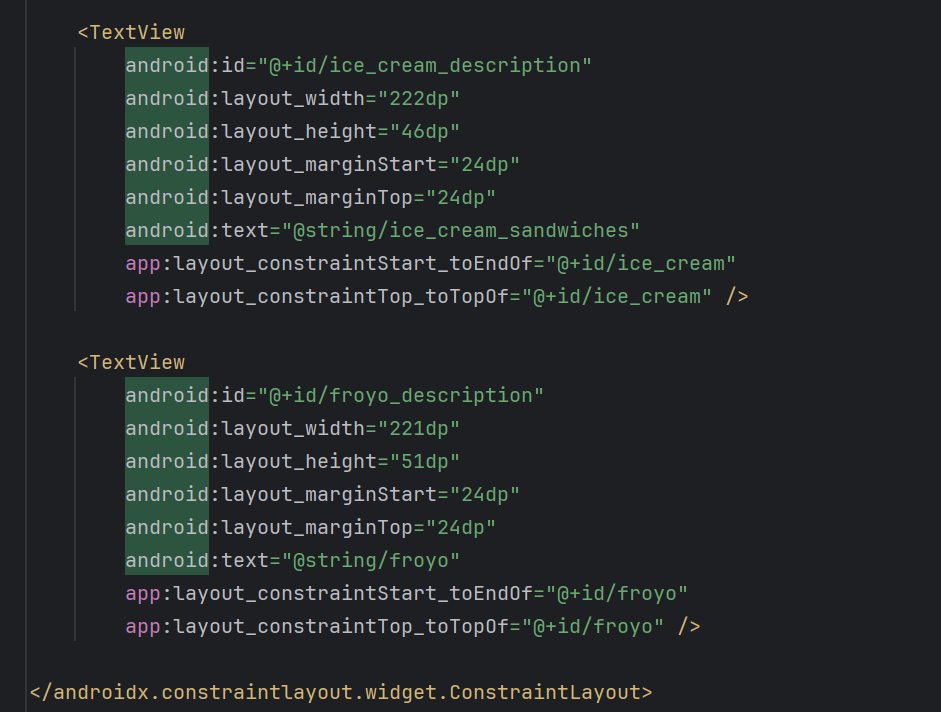 <TextView
android:id="@+id/ice_cream_description"
android:layout_width="222dp"
android:layout_height="46dp"
android:layout_marginStart="24dp"
android:layout_marginTop="24dp"
android:text="@string/ice_cream_sandwiches"
app:layout_constraintStart_toEndOf="@+id/ice_cream"
app:layout_constraintTop_toTopOf="@+id/ice_cream" />
<TextView
android:id="@+id/froyo_description"
android:layout_width="221dp"
android:layout_height="51dp"
android:layout_marginStart="24dp"
android:layout_marginTop="24dp"
android:text="@string/froyo"
app:layout_constraintStart_toEndOf="@+id/froyo"
app:layout_constraintTop_toTopOf="@+id/froyo" />
</androidx.constraintlayout.widget.ConstraintLayout>